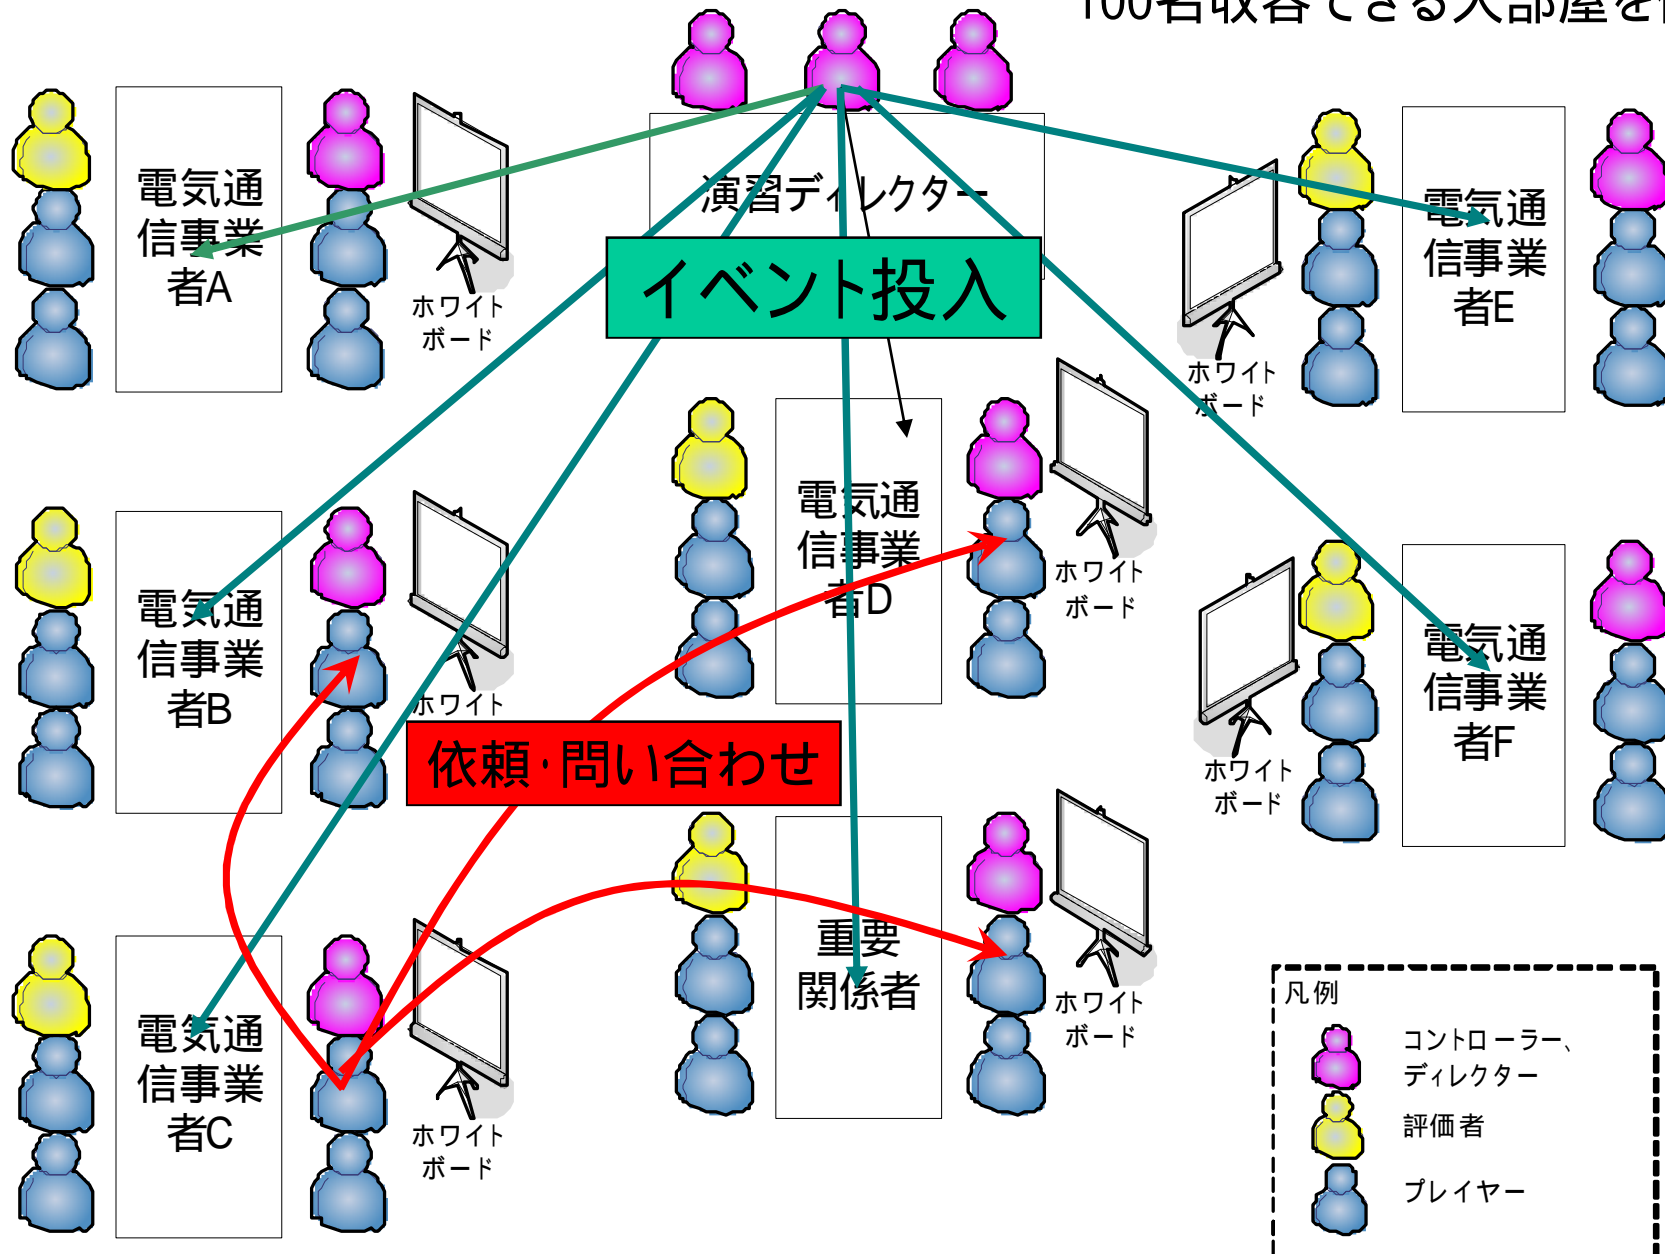 100名収容できる大部屋を
演習ディレクター
イベント投入
電気通
信事業
者A
ホワイト
ボード
電気通
信事業
者E
ホワイト
ボード
電気通
信事業
者D
ホワイト
ボード
電気通
信事業
者B
ホワイト
依頼・問い合わせ
電気通
信事業
者F
ホワイト
ボード
重要
関係者
ホワイト
ボード
電気通
信事業
者C
ホワイト
ボード
凡例
コントローラー、
ディレクター
評価者
プレイヤー